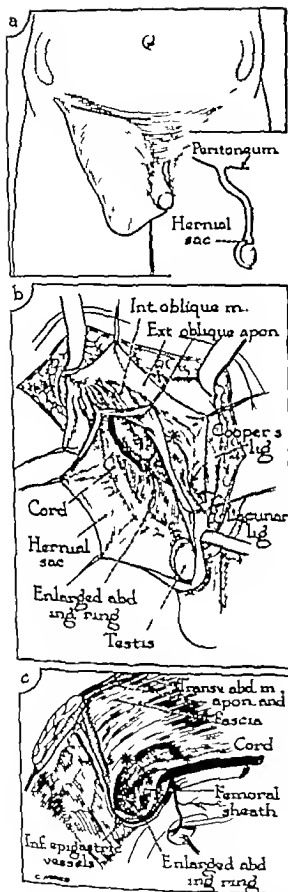 a
Peritoneum
Hernial
sac
b
Int. oblique m.
Ext oblique apon
Cooper s
lig
Cord
Lacunar
lig
Hernial
sac
Enlarged abd
ing ring
Testis
c
Transv. abd. m
apon. and
fascia
Cord
Femoral
sheath
Inf. epigastric
vessels
Enlarged abd
ing ring